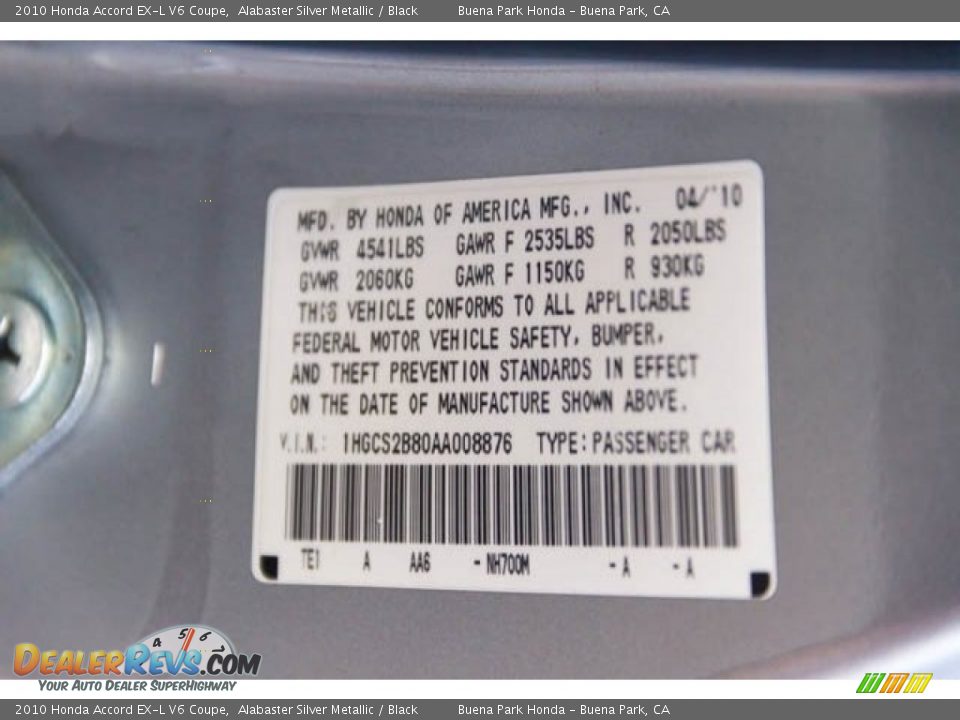 2010 Honda Accord EX-L V6 Coupe, Alabaster Silver Metallic / Black Buena Park Honda - Buena Park, CA
MFD. BY HONDA OF AMERICA MFG., INC. 04/'10
GVWR 4541LBS GAWR F 2535LBS R 2050LBS
GVWR 2060KG GAWR F 1150KG R 930KG
THIS VEHICLE CONFORMS TO ALL APPLICABLE
FEDERAL MOTOR VEHICLE SAFETY, BUMPER,
AND THEFT PREVENTION STANDARDS IN EFFECT
ON THE DATE OF MANUFACTURE SHOWN ABOVE.
V.I.N.: 1HGCS2B80AA008876 TYPE:PASSENGER CAR
TE1 A AA6 -NH700M -A -A
4 5 6
DEALERREVS.COM
YOUR AUTO DEALER SUPERHIGHWAY
2010 Honda Accord EX-L V6 Coupe, Alabaster Silver Metallic / Black Buena Park Honda - Buena Park, CA